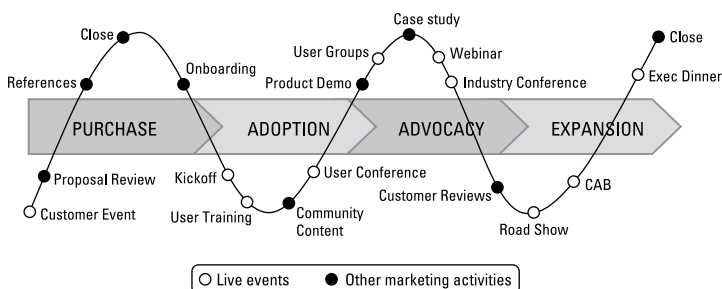 Close
References
Onboarding
PURCHASE
Proposal Review
Customer Event
Kickoff
User Training
ADOPTION
Community
Content
User Conference
User Groups
Product Demo
Case study
Webinar
Industry Conference
ADVOCACY
Customer Reviews
Road Show
CAB
EXPANSION
Exec Dinner
Close
Live events
Other marketing activities